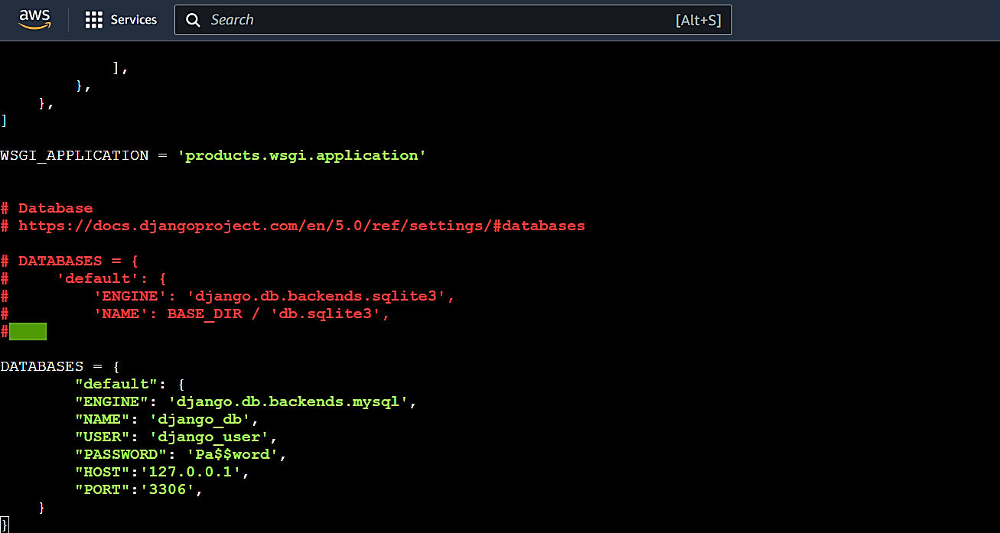 aws Services Search [Alt+S]
            ],
        },
    },
]
WSGI_APPLICATION = 'products.wsgi.application'
# Database
# https://docs.djangoproject.com/en/5.0/ref/settings/#databases
# DATABASES = {
#     'default': {
#         'ENGINE': 'django.db.backends.sqlite3',
#         'NAME': BASE_DIR / 'db.sqlite3',
#
DATABASES = {
        "default": {
        "ENGINE": 'django.db.backends.mysql',
        "NAME": 'django_db',
        "USER": 'django_user',
        "PASSWORD": 'Pa$$word',
        "HOST":'127.0.0.1',
        "PORT":'3306',
    }
}